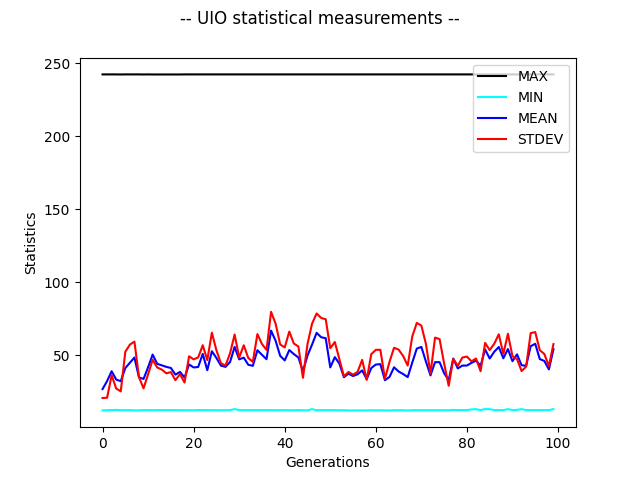 -- UIO statistical measurements --
250
200
150
100
50
Statistics
MAX
MIN
MEAN
STDEV
0
20
40
60
80
100
Generations